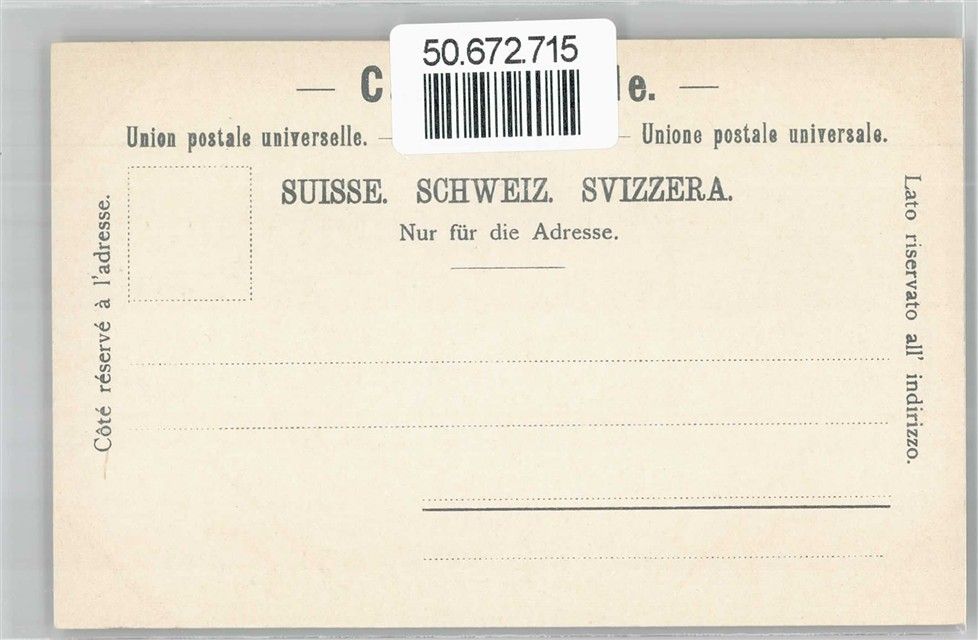 50.672.715
— C le. —
Union postale universelle. — — Unione postale universale.
SUISSE. SCHWEIZ. SVIZZERA.
Nur für die Adresse.
Côté réservé à l'adresse.
Lato riservato all' indirizzo.